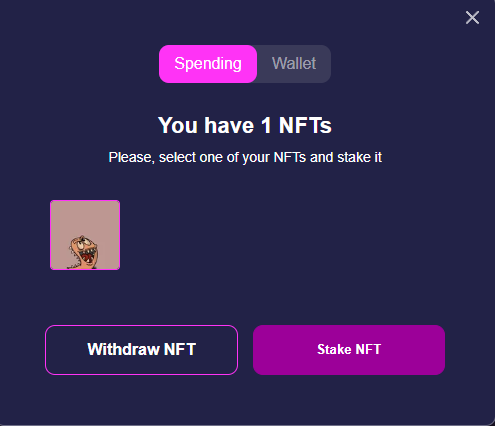 Spending Wallet
You have 1 NFTs
Please, select one of your NFTs and stake it
Withdraw NFT Stake NFT